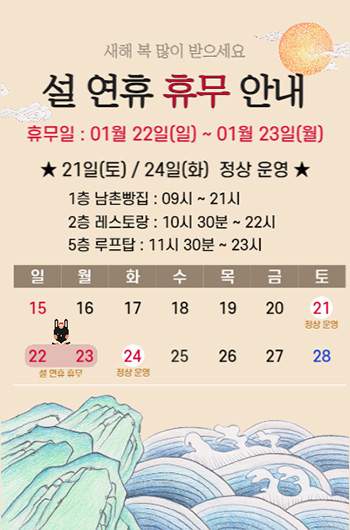 새해 복 많이 받으세요
설 연휴 휴무 안내
휴무일 : 01월 22일(일) ~ 01월 23일(월)
★ 21일(토) / 24일(화) 정상 운영 ★
1층 남촌빵집 : 09시 ~ 21시
2층 레스토랑 : 10시 30분 ~ 22시
5층 루프탑 : 11시 30분 ~ 23시
일 월 화 수 목 금 토
15 16 17 18 19 20 21
정상 운영
22 23 24 25 26 27 28
설 연휴 휴무 정상 운영